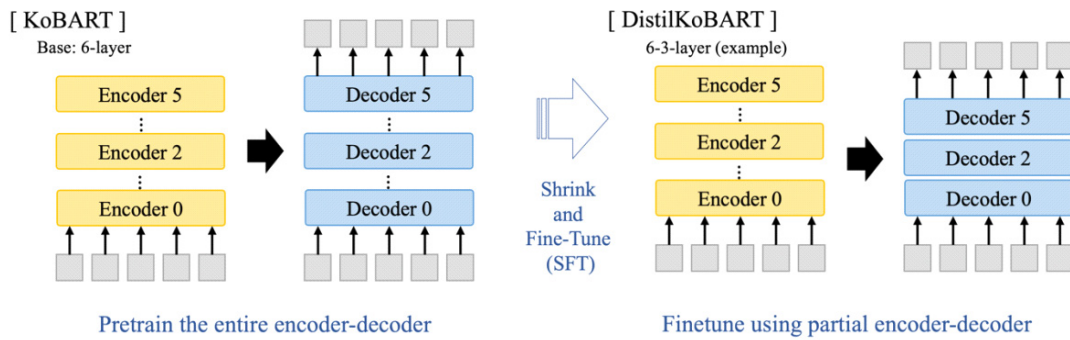 [ KoBART ]
Base: 6-layer
Encoder 5
Encoder 2
Encoder 0
Decoder 5
Decoder 2
Decoder 0
Pretrain the entire encoder-decoder
Shrink
and
Fine-Tune
(SFT)
[ DistilKoBART ]
6-3-layer (example)
Encoder 5
Encoder 2
Encoder 0
Decoder 5
Decoder 2
Decoder 0
Finetune using partial encoder-decoder